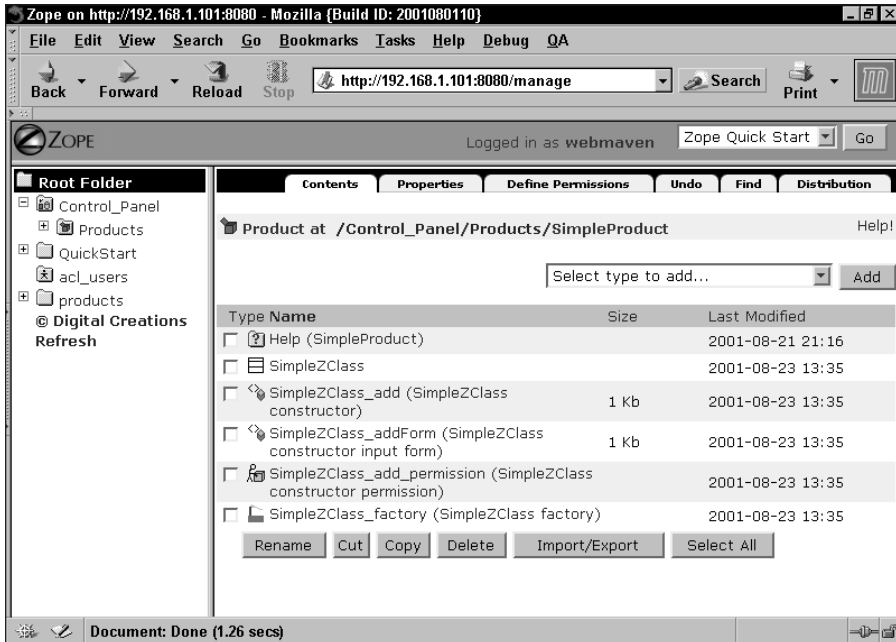 Zope on http://192.168.1.101:8080 - Mozilla {Build ID: 2001080110}
File Edit View Search Go Bookmarks Tasks Help Debug QA
Back Forward Reload Stop http://192.168.1.101:8080/manage Search Print
ZOPE Logged in as webmaven Zope Quick Start Go
Root Folder
Control_Panel
Products
QuickStart
acl_users
products
© Digital Creations
Refresh
Contents Properties Define Permissions Undo Find Distribution
Product at /Control_Panel/Products/SimpleProduct Help!
Select type to add... Add
Type Name Size Last Modified
Help (SimpleProduct) 2001-08-21 21:16
SimpleZClass 2001-08-23 13:35
SimpleZClass_add (SimpleZClass
constructor) 1 Kb 2001-08-23 13:35
SimpleZClass_addForm (SimpleZClass
constructor input form) 1 Kb 2001-08-23 13:35
SimpleZClass_add_permission (SimpleZClass
constructor permission) 2001-08-23 13:35
SimpleZClass_factory (SimpleZClass factory) 2001-08-23 13:35
Rename Cut Copy Delete Import/Export Select All
Document: Done (1.26 secs)